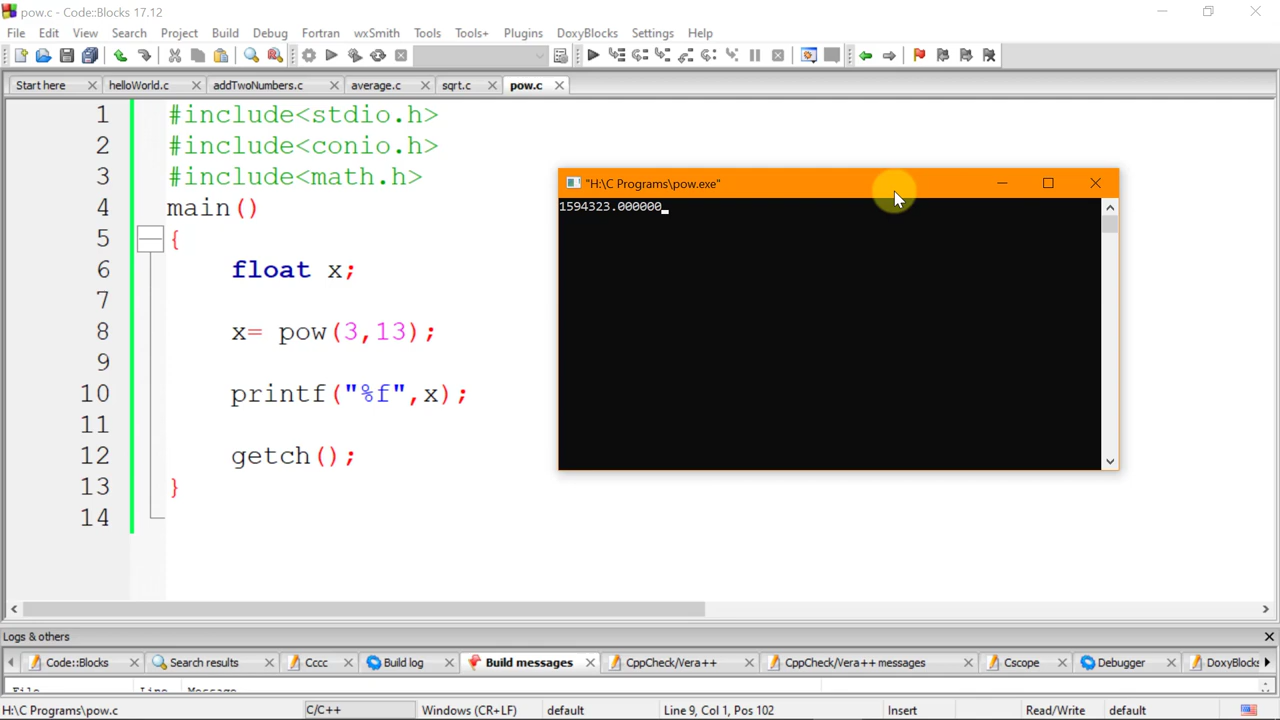 pow.c - Code::Blocks 17.12
File Edit View Search Project Build Debug Fortran wxSmith Tools Tools+ Plugins DoxyBlocks Settings Help
Start here helloWorld.c addTwoNumbers.c average.c sqrt.c pow.c
1 #include<stdio.h>
2 #include<conio.h>
3 #include<math.h>
4 main()
5 {
6 float x;
7
8 x= pow(3,13);
9
10 printf("%f",x);
11
12 getch();
13 }
14
"H:\C Programs\pow.exe"
1594323.000000
Logs & others
Code::Blocks Search results Cccc Build log Build messages CppCheck/Vera++ CppCheck/Vera++ messages Cscope Debugger DoxyBlocks
File Line Message
H:\C Programs\pow.c C/C++ Windows (CR+LF) default Line 9, Col 1, Pos 102 Insert Read/Write default